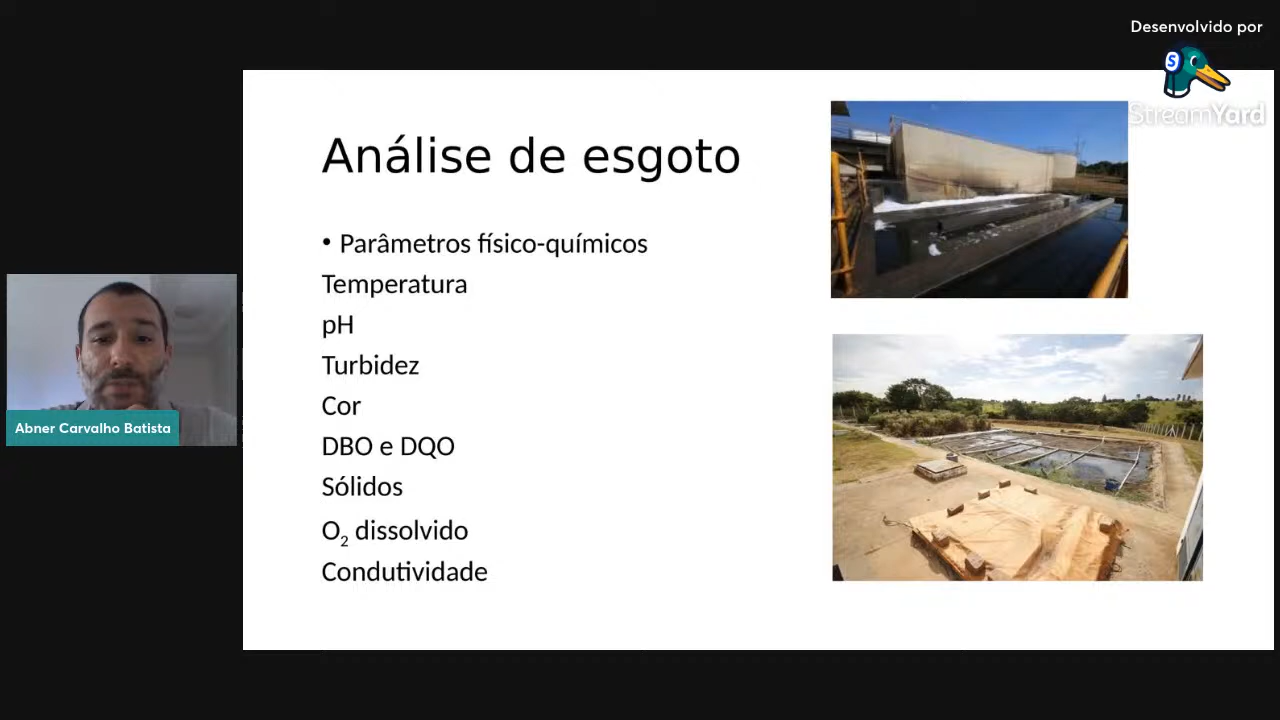 Desenvolvido por
StreamYard
Análise de esgoto
• Parâmetros físico-químicos
Temperatura
pH
Turbidez
Cor
DBO e DQO
Sólidos
O₂ dissolvido
Condutividade
Abner Carvalho Batista